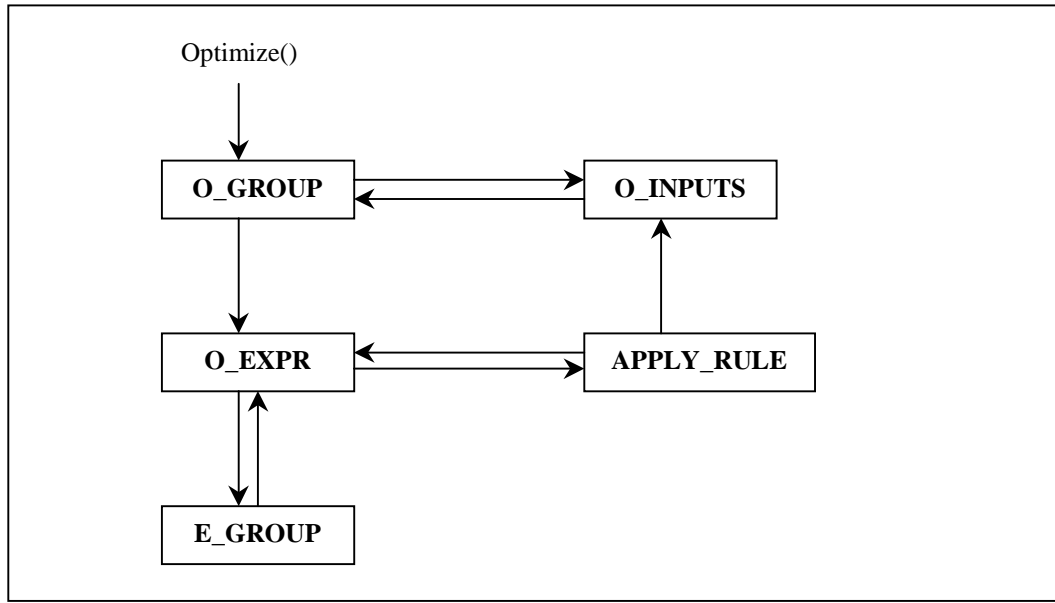 Optimize()
O_GROUP
O_INPUTS
O_EXPR
APPLY_RULE
E_GROUP